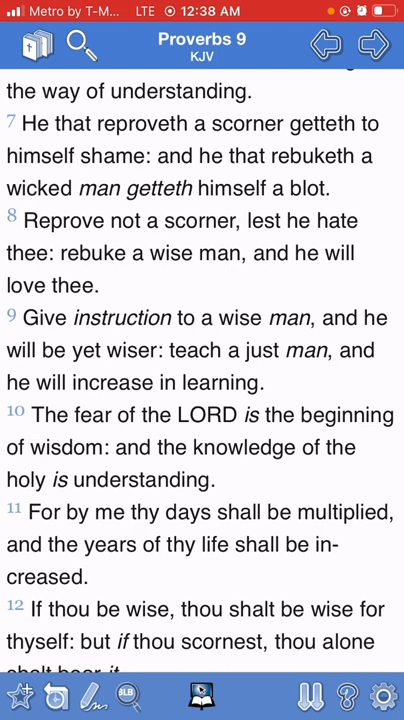 Metro by T-M... LTE 12:38 AM
Proverbs 9
KJV
the way of understanding.
7 He that reproveth a scorner getteth to
himself shame: and he that rebuketh a
wicked man getteth himself a blot.
8 Reprove not a scorner, lest he hate
thee: rebuke a wise man, and he will
love thee.
9 Give instruction to a wise man, and he
will be yet wiser: teach a just man, and
he will increase in learning.
10 The fear of the LORD is the beginning
of wisdom: and the knowledge of the
holy is understanding.
11 For by me thy days shall be multiplied,
and the years of thy life shall be in-
creased.
12 If thou be wise, thou shalt be wise for
thyself: but if thou scornest, thou alone
shalt bear it.
BLB